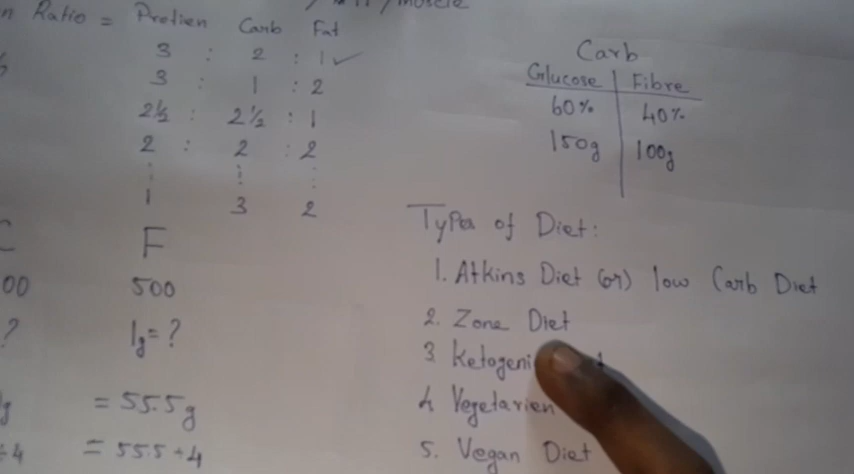 n Ratio = Protien Carb Fat
3 : 2 : 1 ✓
3 : 1 : 2
2½ : 2½ : 1
2 : 2 : 2
1 3 2
C F
00 500
? 1g = ?
g = 55.5g
÷4 = 555÷4
Carb
Glucose Fibre
60% 40%
150g 100g
Types of Diet:
1. Atkins Diet (or) low Carb Diet
2. Zone Diet
3 Ketogeni
4 Vegetarien
5. Vegan Diet